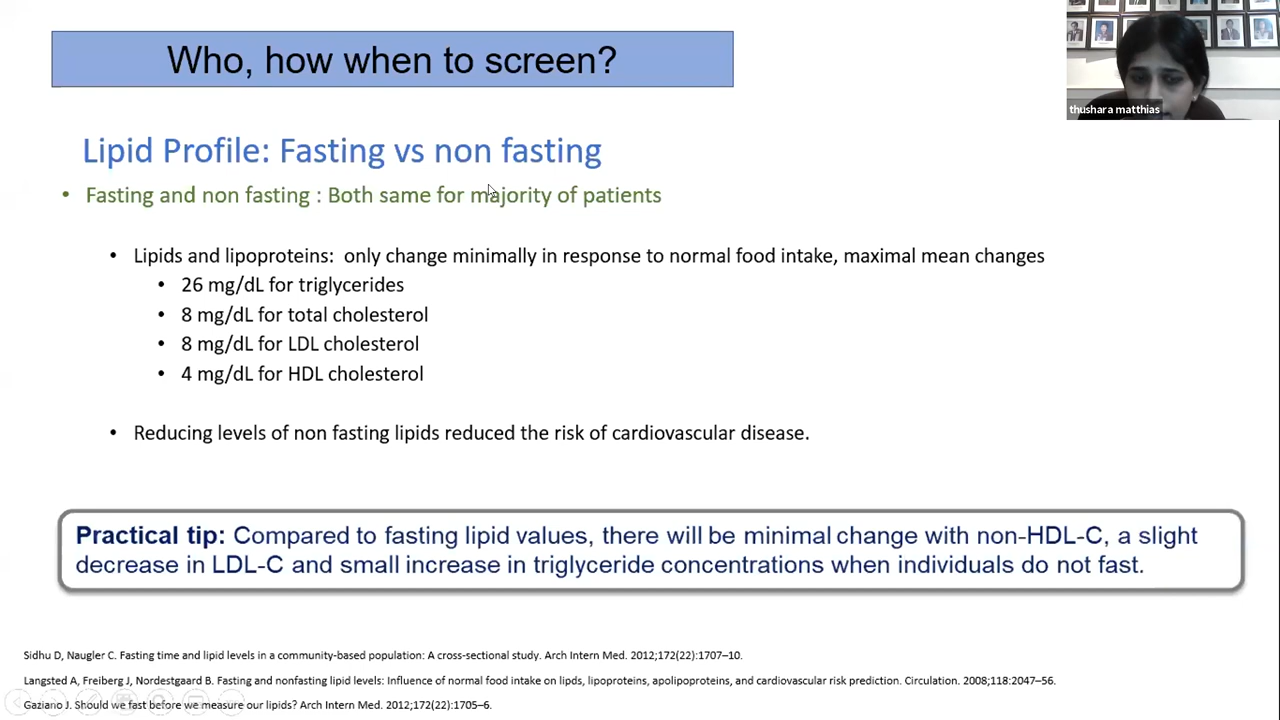 Who, how when to screen?
thushara matthias
Lipid Profile: Fasting vs non fasting
• Fasting and non fasting : Both same for majority of patients
• Lipids and lipoproteins: only change minimally in response to normal food intake, maximal mean changes
• 26 mg/dL for triglycerides
• 8 mg/dL for total cholesterol
• 8 mg/dL for LDL cholesterol
• 4 mg/dL for HDL cholesterol
• Reducing levels of non fasting lipids reduced the risk of cardiovascular disease.
Practical tip: Compared to fasting lipid values, there will be minimal change with non-HDL-C, a slight
decrease in LDL-C and small increase in triglyceride concentrations when individuals do not fast.
Sidhu D, Naugler C. Fasting time and lipid levels in a community-based population: A cross-sectional study. Arch Intern Med. 2012;172(22):1707–10.
Langsted A, Freiberg J, Nordestgaard B. Fasting and nonfasting lipid levels: Influence of normal food intake on lipds, lipoproteins, apolipoproteins, and cardiovascular risk prediction. Circulation. 2008;118:2047–56.
Gaziano J. Should we fast before we measure our lipids? Arch Intern Med. 2012;172(22):1705–6.